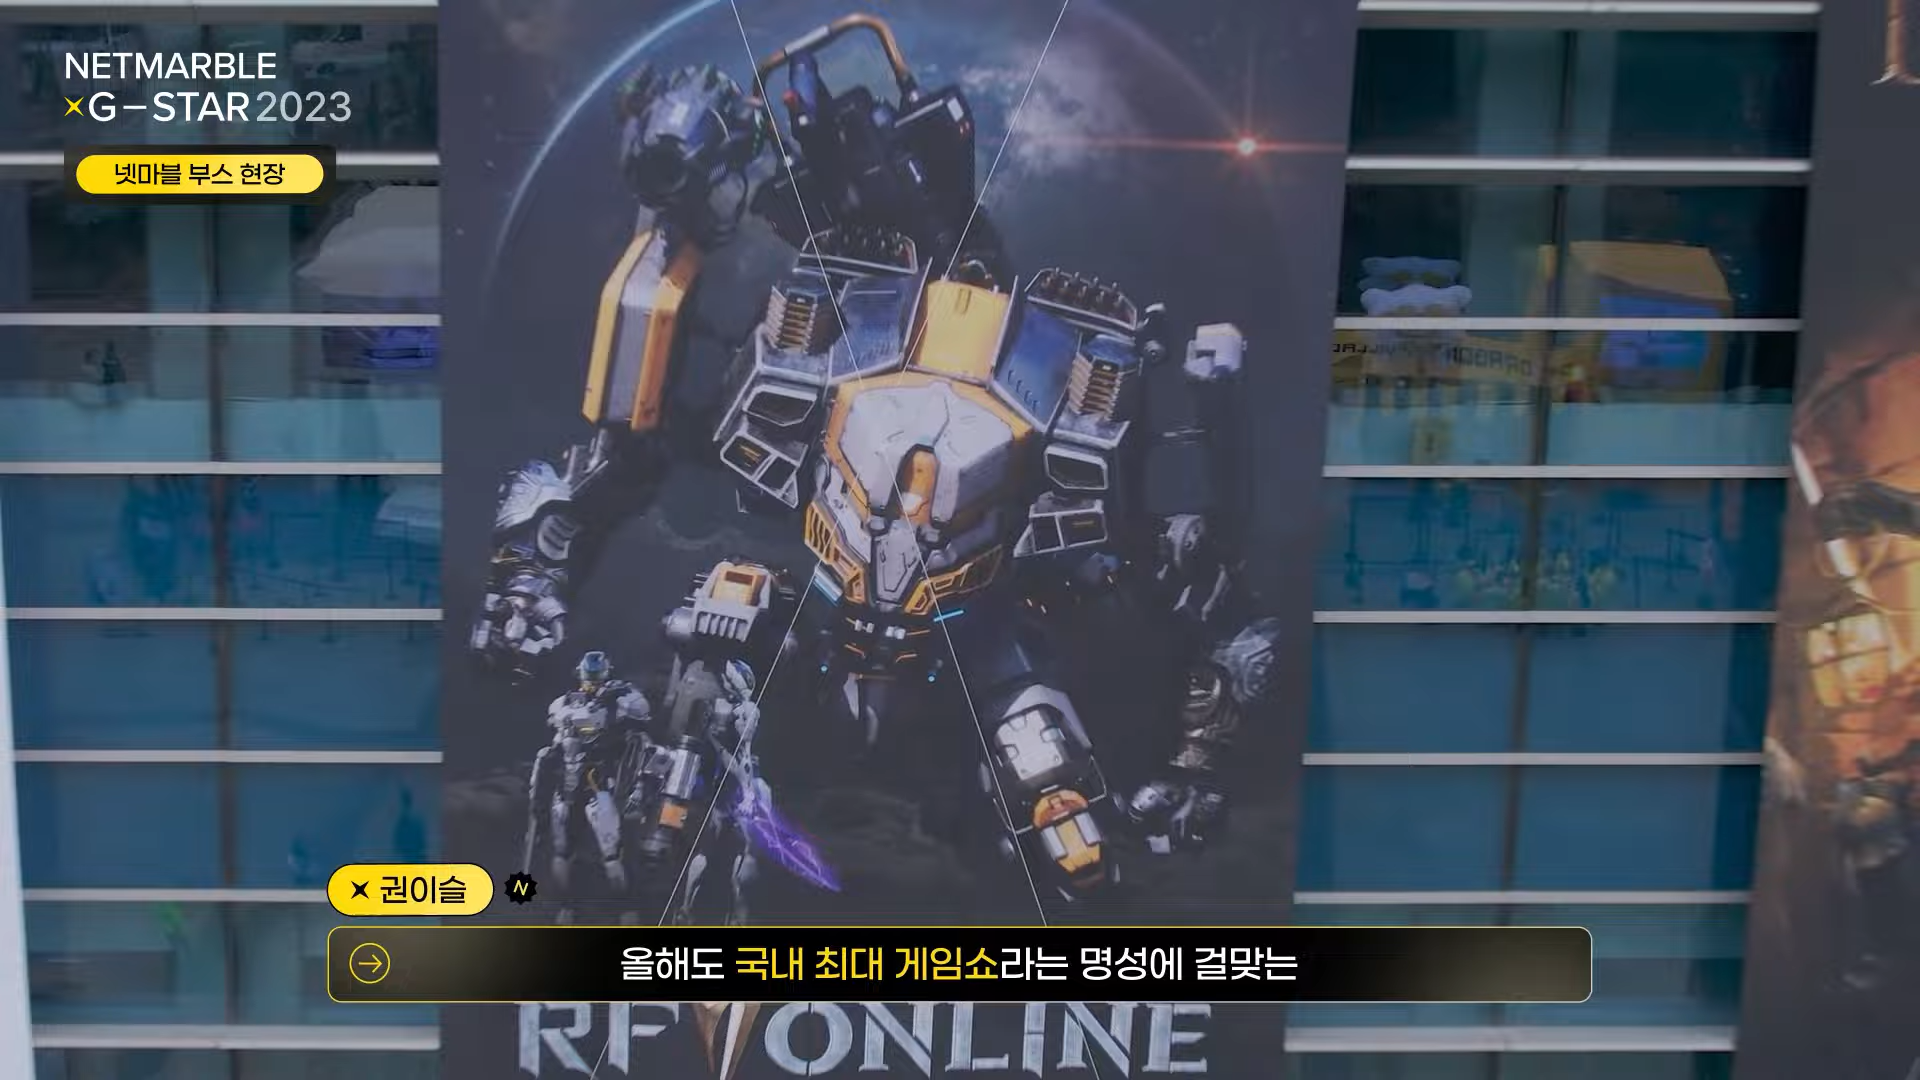 NETMARBLE
G-STAR 2023
넷마블 부스 현장
권이슬
N
올해도 국내 최대 게임쇼라는 명성에 걸맞는
RF ONLINE